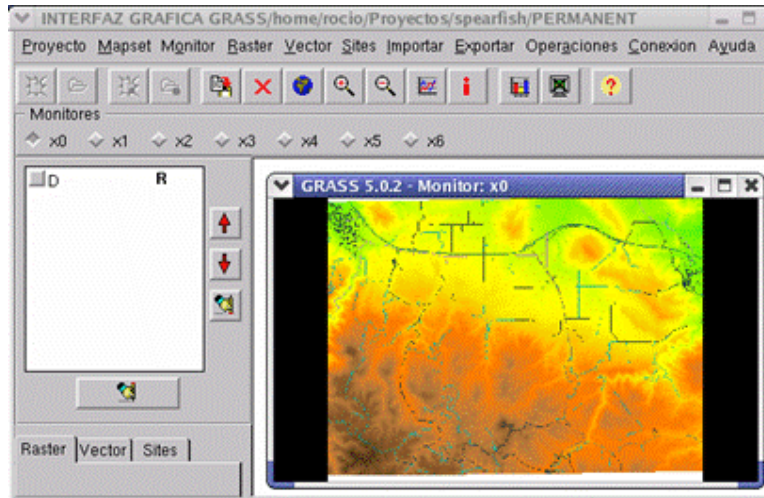 INTERFAZ GRAFICA GRASS/home/rocio/Proyectos/spearfish/PERMANENT
Proyecto Mapset Monitor Raster Vector Sites Importar Exportar Operaciones Conexion Ayuda
Monitores
x0 x1 x2 x3 x4 x5 x6
D R
GRASS 5.0.2 - Monitor: x0
Raster Vector Sites